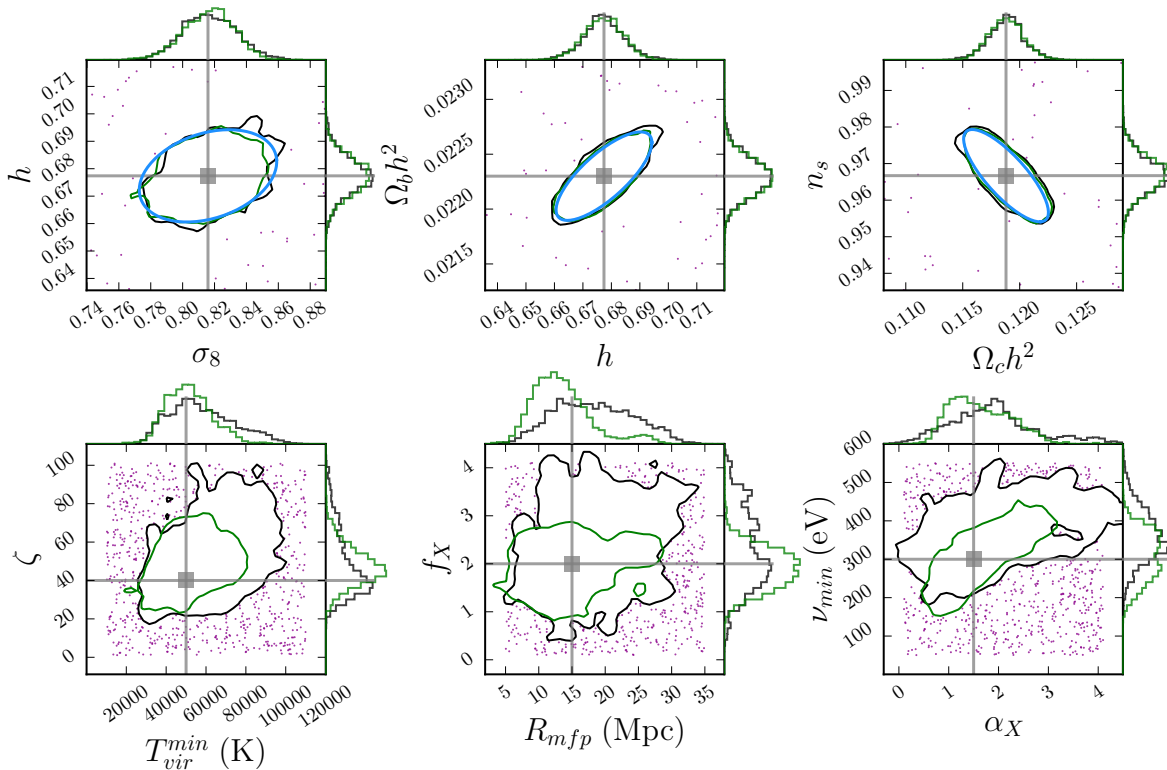 h
0.71
0.70
0.69
0.68
0.67
0.66
0.65
0.64
0.74 0.76 0.78 0.80 0.82 0.84 0.86 0.88
σ8
Ωbh²
0.0230
0.0225
0.0220
0.0215
0.64 0.65 0.66 0.67 0.68 0.69 0.70 0.71
h
ns
0.99
0.98
0.97
0.96
0.95
0.94
0.110 0.115 0.120 0.125
Ωch²
ζ
100
80
60
40
20
0
20000 40000 60000 80000 100000 120000
T_vir^min (K)
fX
4
3
2
1
0
5 10 15 20 25 30 35
Rmfp (Mpc)
νmin (eV)
600
500
400
300
200
100
0 1 2 3 4
αX